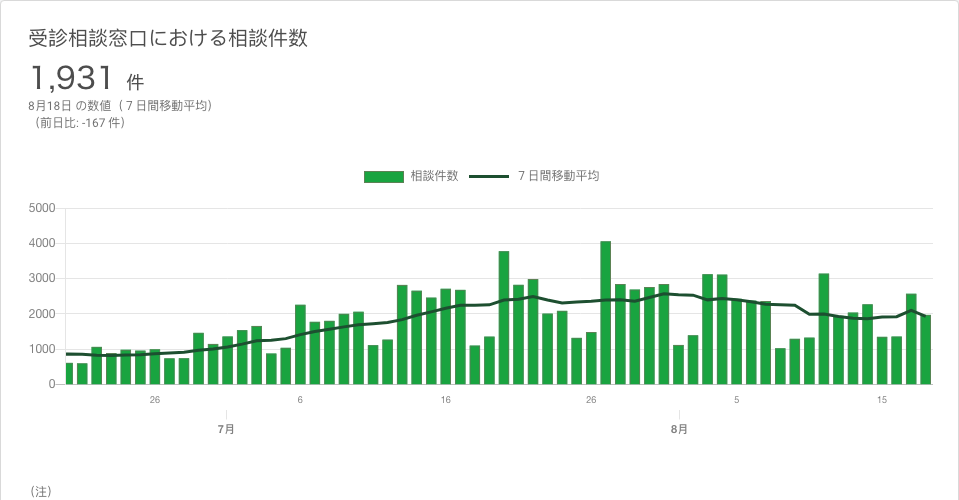 受診相談窓口における相談件数
1,931 件
8月18日 の数値（７日間移動平均）
（前日比: -167 件）
相談件数 ７日間移動平均
5000
4000
3000
2000
1000
0
26 6 16 26 5 15
7月 8月
（注）